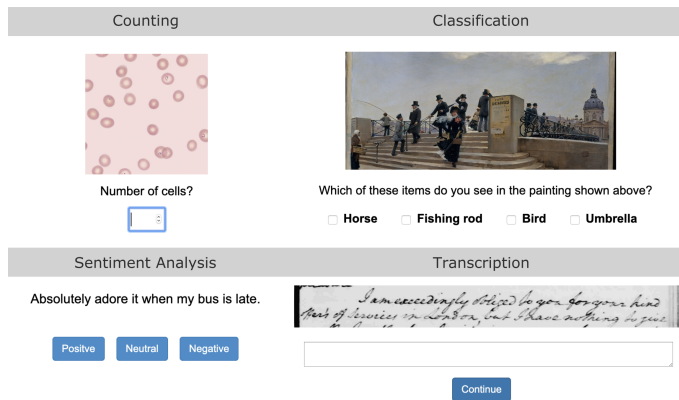 Counting
Classification
Number of cells?
Which of these items do you see in the painting shown above?
Horse Fishing rod Bird Umbrella
Sentiment Analysis
Transcription
Absolutely adore it when my bus is late.
I am exceedingly obliged to you for your kind
of Services in London, but I have nothing to give
Positve Neutral Negative
Continue